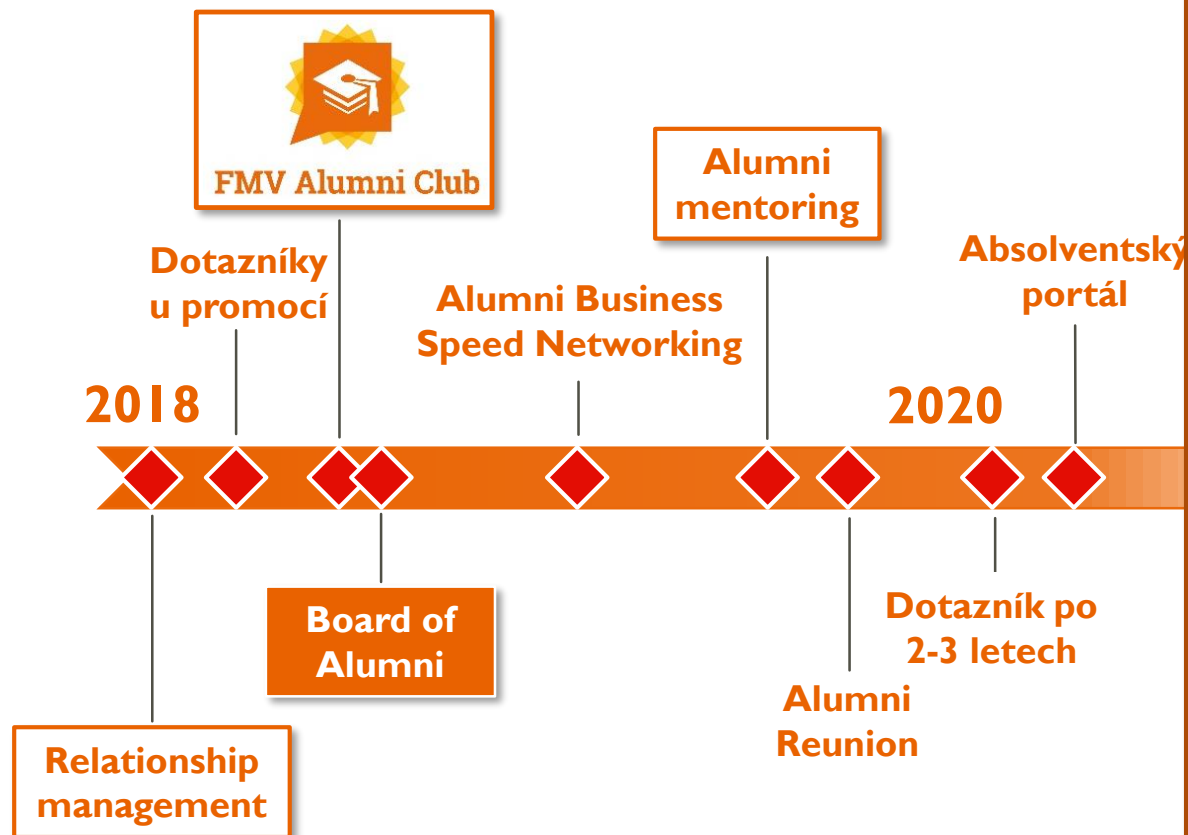 FMV Alumni Club
Alumni
mentoring
Dotazníky
u promocí
Absolventský
portál
Alumni Business
Speed Networking
2018
2020
Board of
Alumni
Dotazník po
2-3 letech
Alumni
Reunion
Relationship
management